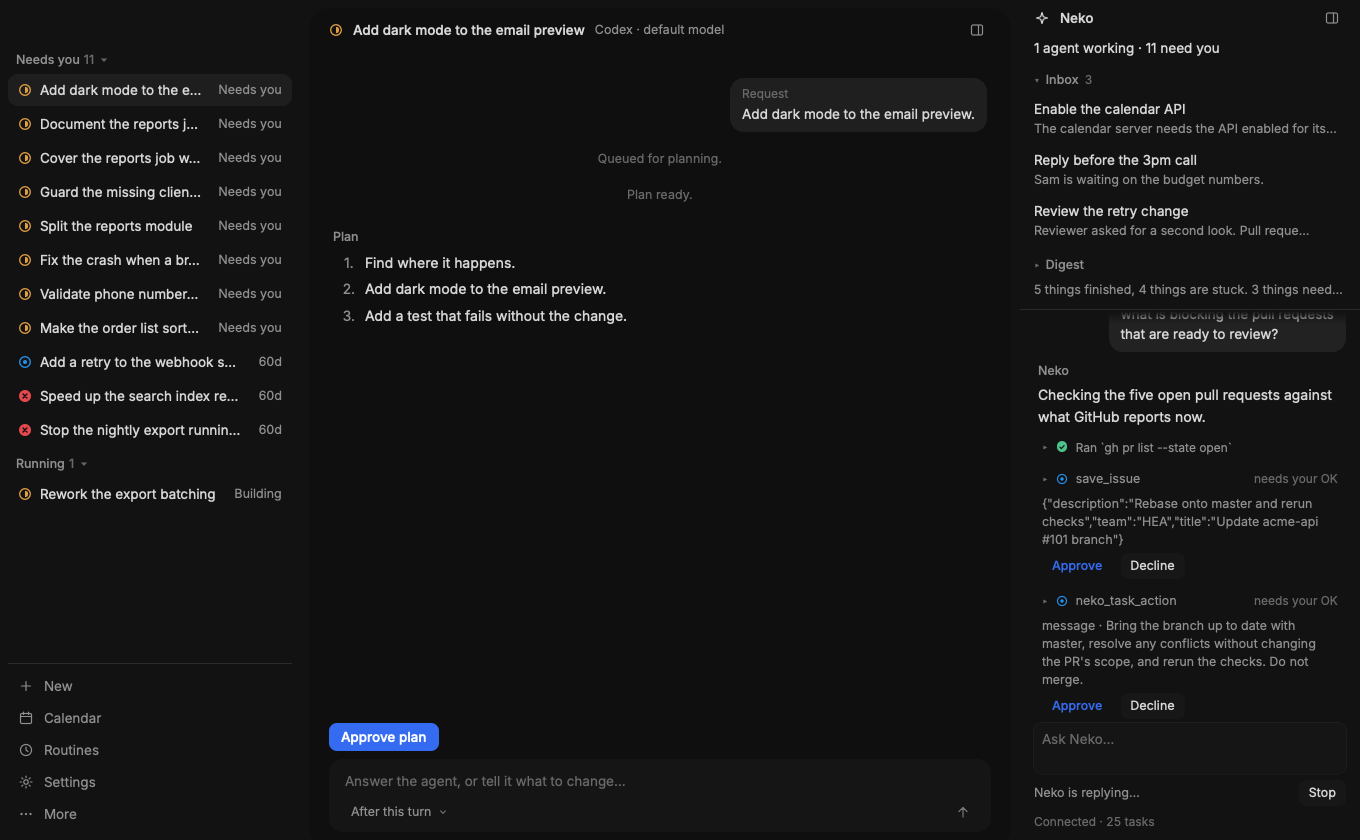 Needs you 11
Add dark mode to the e... Needs you
Document the reports j... Needs you
Cover the reports job w... Needs you
Guard the missing clien... Needs you
Split the reports module Needs you
Fix the crash when a br... Needs you
Validate phone number... Needs you
Make the order list sort... Needs you
Add a retry to the webhook s... 60d
Speed up the search index re... 60d
Stop the nightly export runnin... 60d
Running 1
Rework the export batching Building
New
Calendar
Routines
Settings
More
Add dark mode to the email preview Codex · default model
Request
Add dark mode to the email preview.
Queued for planning.
Plan ready.
Plan
1. Find where it happens.
2. Add dark mode to the email preview.
3. Add a test that fails without the change.
Approve plan
Answer the agent, or tell it what to change...
After this turn
Neko
1 agent working · 11 need you
Inbox 3
Enable the calendar API
The calendar server needs the API enabled for its...
Reply before the 3pm call
Sam is waiting on the budget numbers.
Review the retry change
Reviewer asked for a second look. Pull reque...
Digest
5 things finished, 4 things are stuck. 3 things need...
what is blocking the pull requests
that are ready to review?
Neko
Checking the five open pull requests against
what GitHub reports now.
Ran `gh pr list --state open`
save_issue needs your OK
{"description":"Rebase onto master and rerun
checks","team":"HEA","title":"Update acme-api
#101 branch"}
Approve Decline
neko_task_action needs your OK
message · Bring the branch up to date with
master, resolve any conflicts without changing
the PR's scope, and rerun the checks. Do not
merge.
Approve Decline
Ask Neko...
Neko is replying... Stop
Connected · 25 tasks